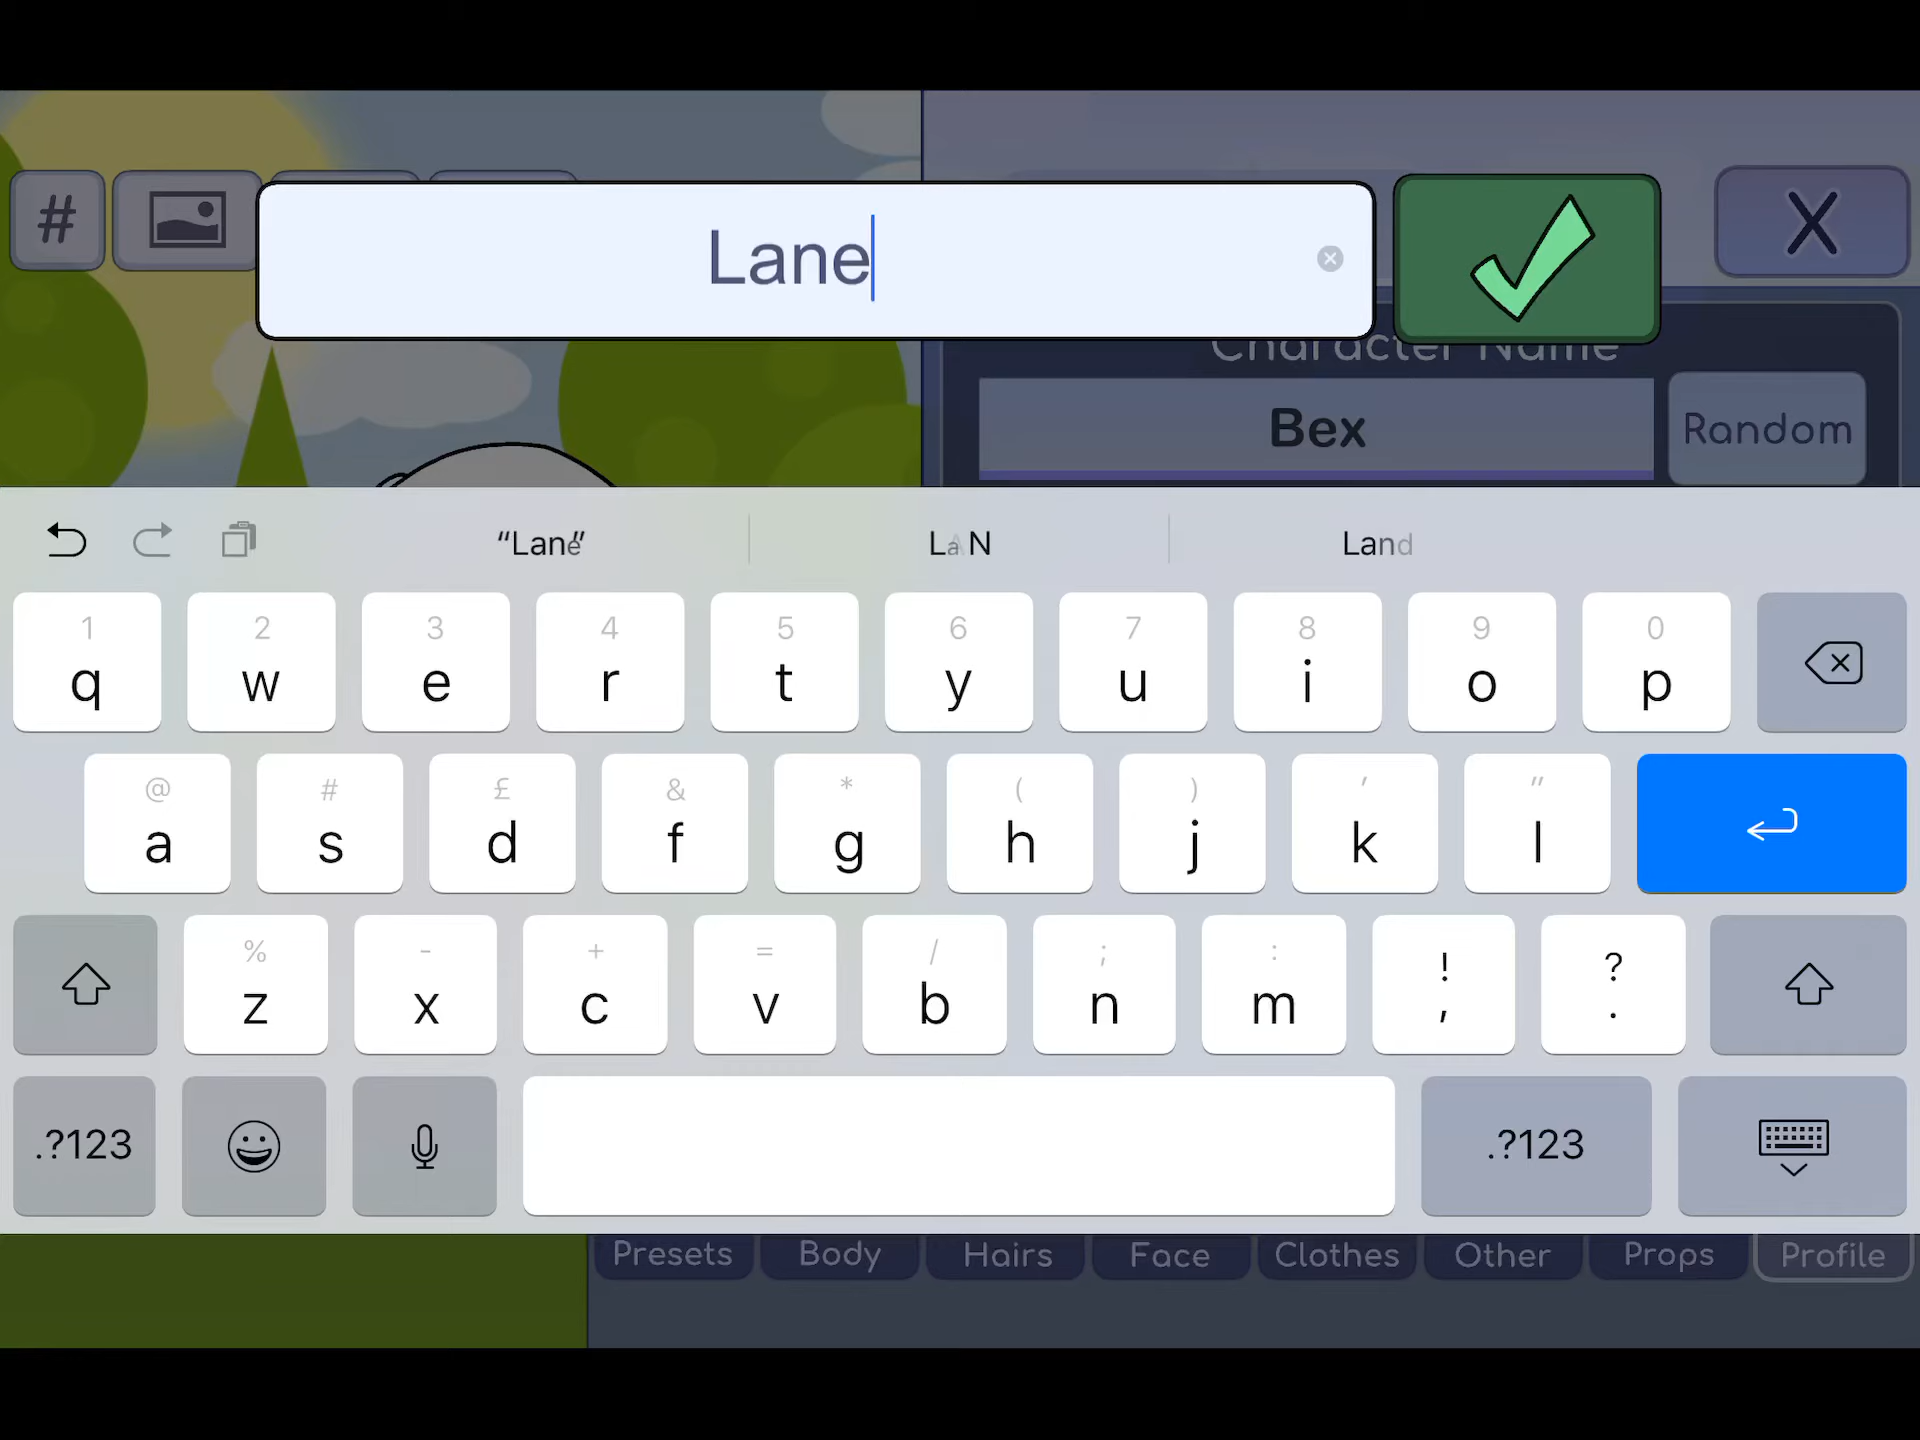 #
Lane
X
Character Name
Bex
Random
“Lane”
Land
1 2 3 4 5 6 7 8 9 0
q w e r t y u i o p
@ # £ & * ( ) ' "
a s d f g h j k l
% - + = / ; : ! ?
z x c v b n m , .
.?123 .?123
Presets Body Hairs Face Clothes Other Props Profile